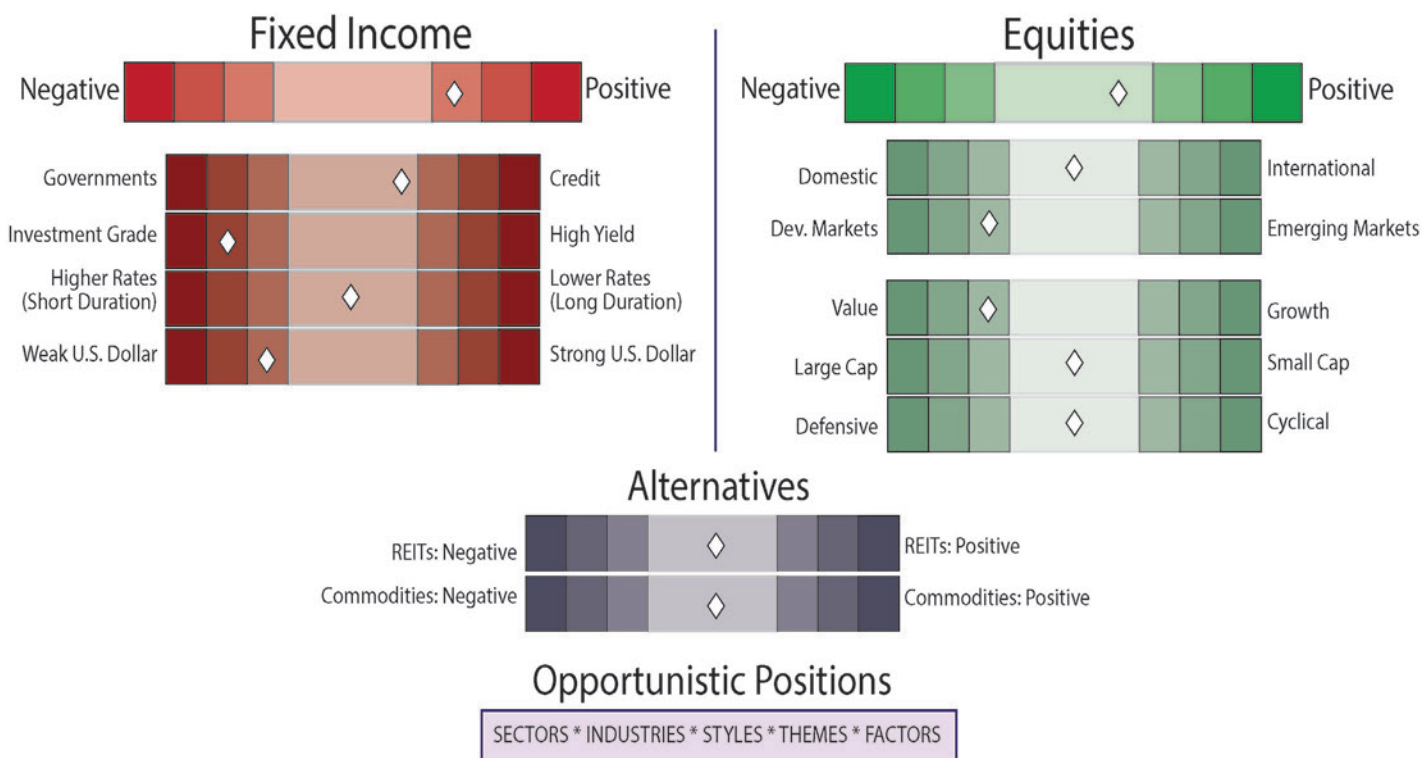 Fixed Income
Negative
Positive
Governments
Credit
Investment Grade
High Yield
Higher Rates
(Short Duration)
Lower Rates
(Long Duration)
Weak U.S. Dollar
Strong U.S. Dollar
Equities
Negative
Positive
Domestic
International
Dev. Markets
Emerging Markets
Value
Growth
Large Cap
Small Cap
Defensive
Cyclical
Alternatives
REITs: Negative
REITs: Positive
Commodities: Negative
Commodities: Positive
Opportunistic Positions
SECTORS * INDUSTRIES * STYLES * THEMES * FACTORS